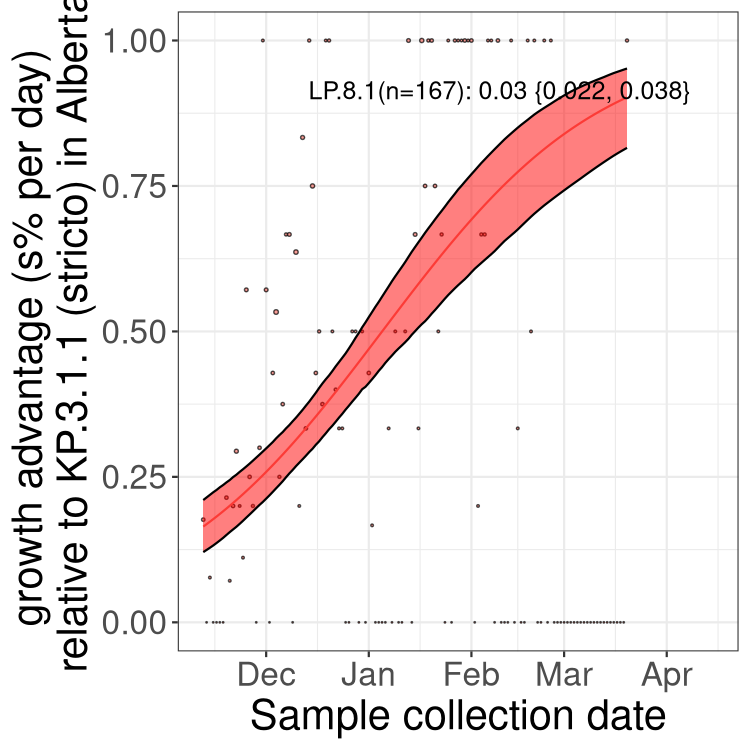 growth advantage (s% per day)
relative to KP.3.1.1 (stricto) in Alberta
1.00
0.75
0.50
0.25
0.00
LP.8.1(n=167): 0.03 {0.022, 0.038}
Dec Jan Feb Mar Apr
Sample collection date